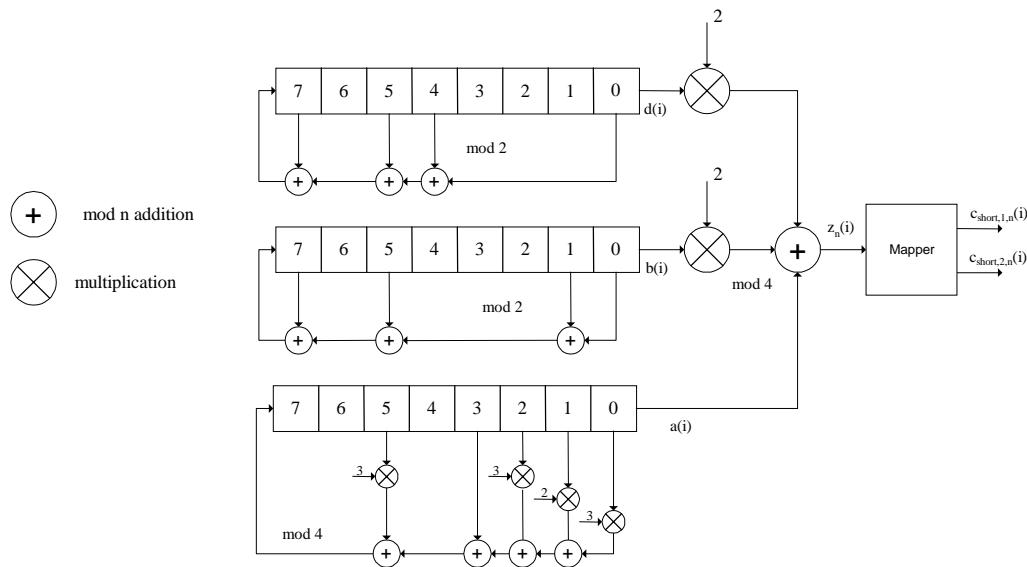 2
7 6 5 4 3 2 1 0
d(i)
mod 2
+ + +
2
+ mod n addition
7 6 5 4 3 2 1 0
b(i)
+
z_n(i)
Mapper
c_short,1,n(i)
c_short,2,n(i)
multiplication
mod 4
mod 2
+ + +
7 6 5 4 3 2 1 0
a(i)
3
3
2
3
mod 4
+ + + +